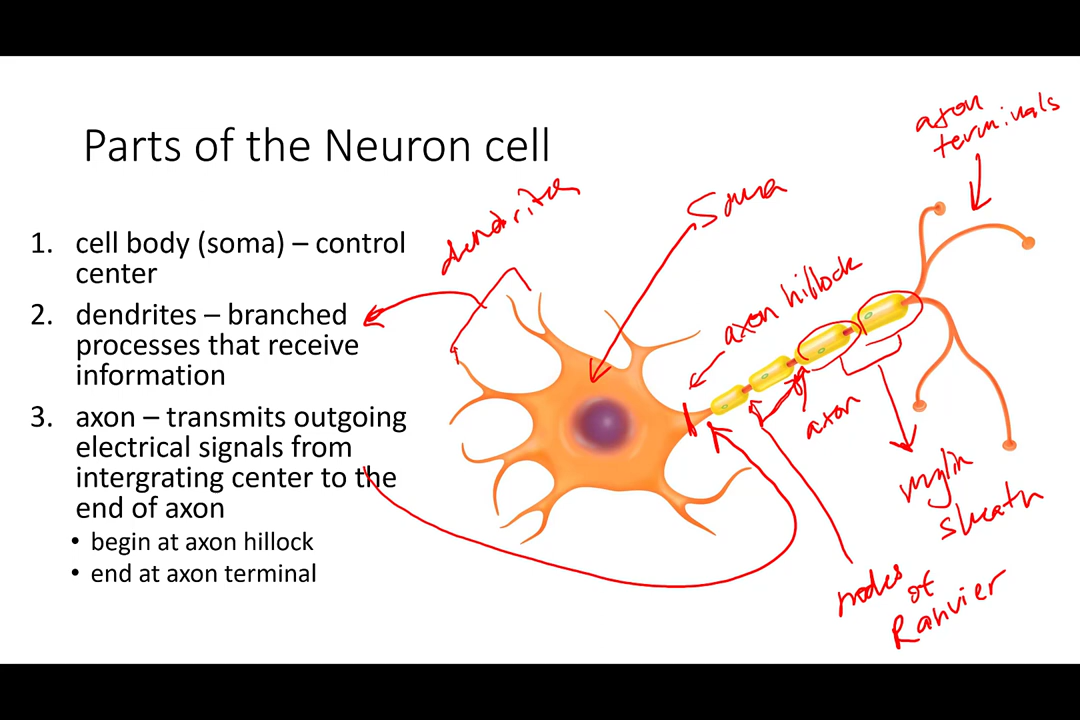 Parts of the Neuron cell
1. cell body (soma) – control
center
2. dendrites – branched
processes that receive
information
3. axon – transmits outgoing
electrical signals from
intergrating center to the
end of axon
• begin at axon hillock
• end at axon terminal
dendrites
Soma
axon hillock
axon
terminals
axon
mylin
sheath
nodes
of
Ranvier